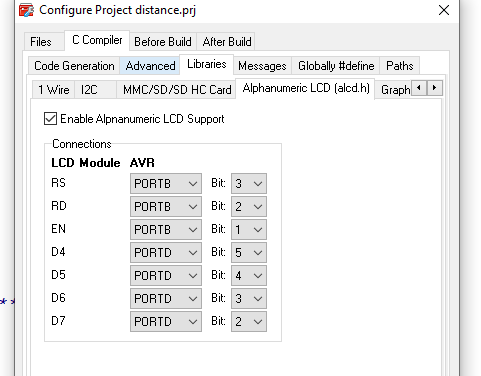 Configure Project distance.prj
Files C Compiler Before Build After Build
Code Generation Advanced Libraries Messages Globally #define Paths
1 Wire I2C MMC/SD/SD HC Card Alphanumeric LCD (alcd.h) Graph
Enable Alphanumeric LCD Support
Connections
LCD Module AVR
RS PORTB Bit: 3
RD PORTB Bit: 2
EN PORTB Bit: 1
D4 PORTD Bit: 5
D5 PORTD Bit: 4
D6 PORTD Bit: 3
D7 PORTD Bit: 2
**